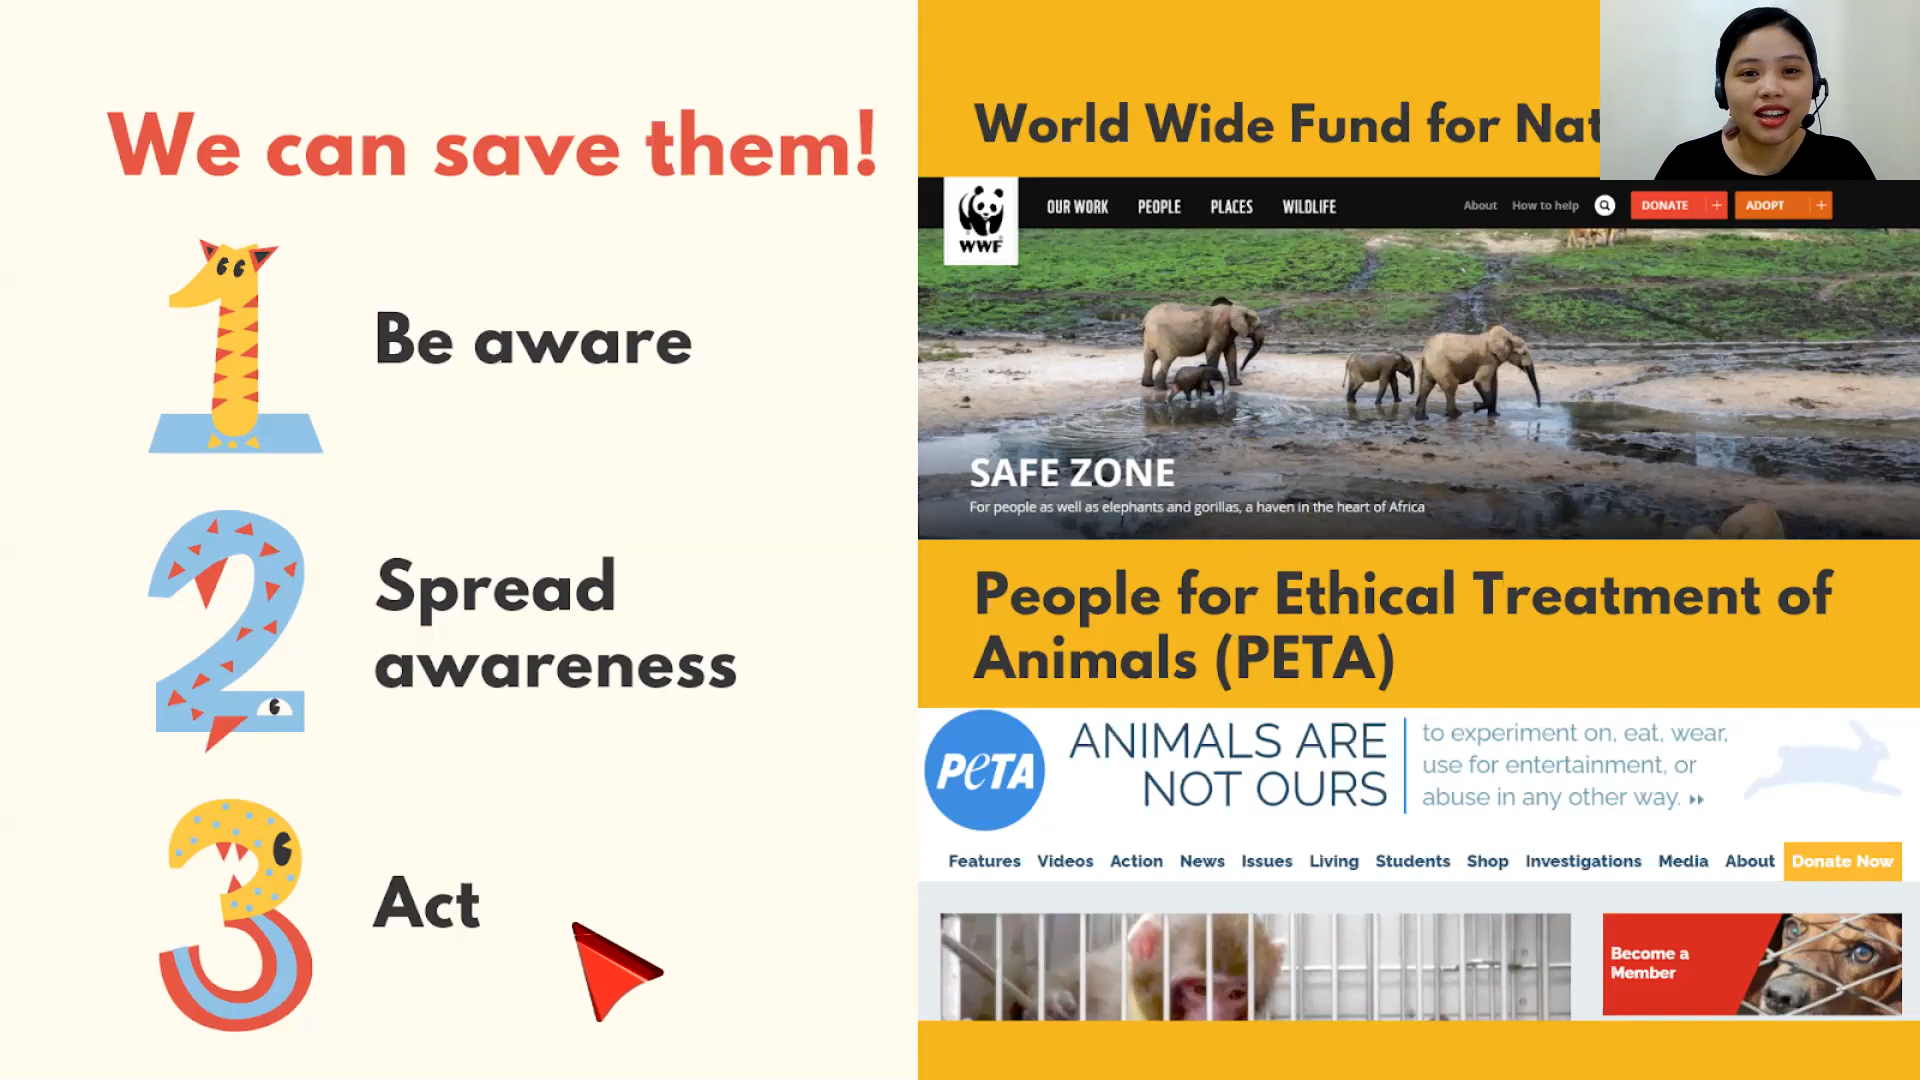 We can save them!
1
Be aware
2
Spread
awareness
3
Act
World Wide Fund for Nat
WWF
OUR WORK PEOPLE PLACES WILDLIFE About How to help DONATE + ADOPT +
SAFE ZONE
For people as well as elephants and gorillas, a haven in the heart of Africa
People for Ethical Treatment of
Animals (PETA)
PeTA
ANIMALS ARE
NOT OURS
to experiment on, eat, wear,
use for entertainment, or
abuse in any other way.
Features Videos Action News Issues Living Students Shop Investigations Media About Donate Now
Become a
Member